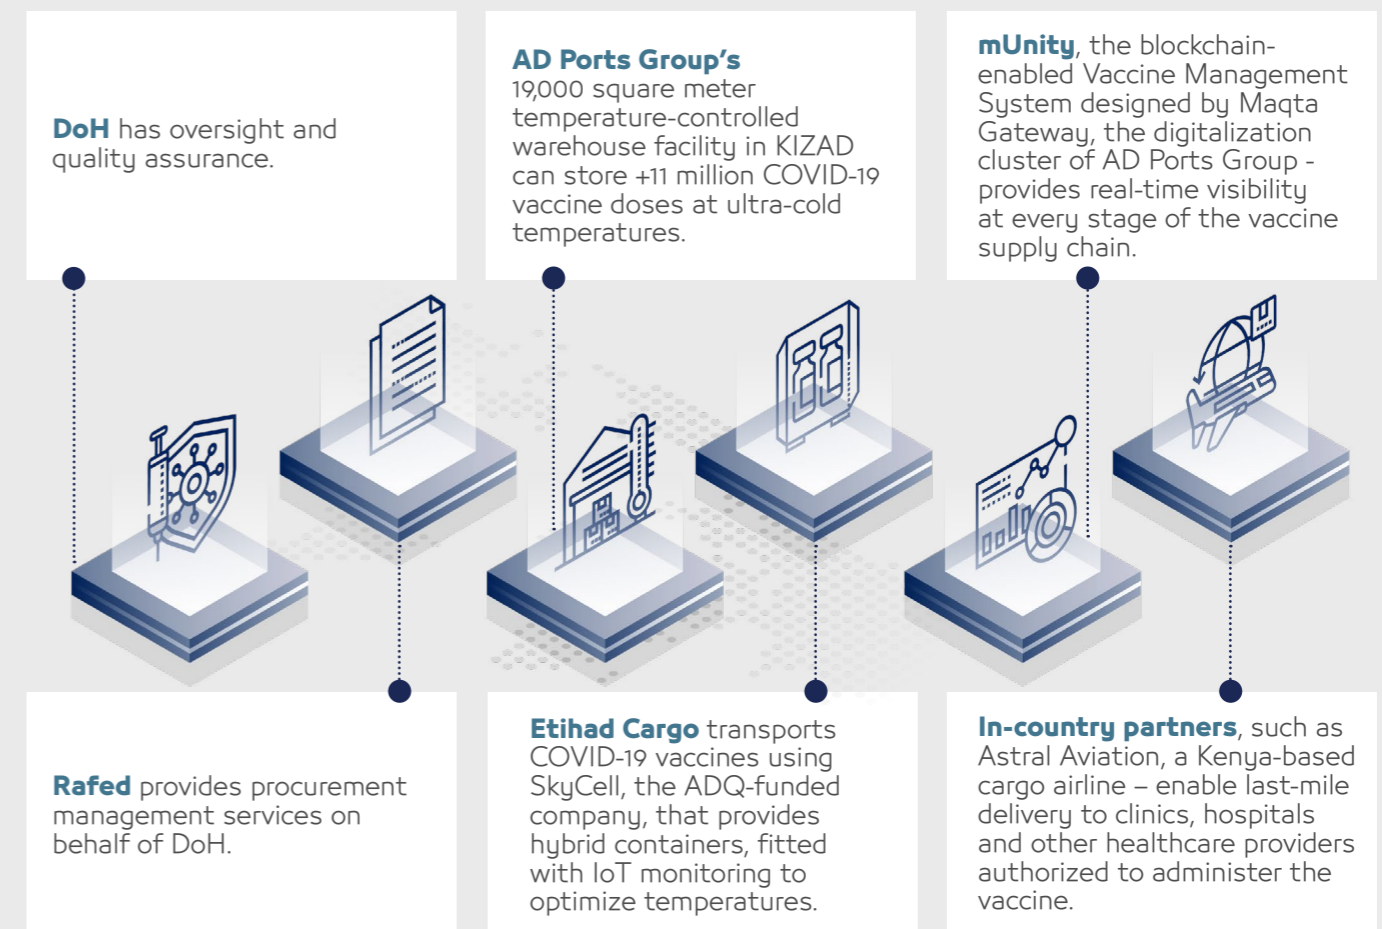 DoH has oversight and
quality assurance.
AD Ports Group's
19,000 square meter
temperature-controlled
warehouse facility in KIZAD
can store +11 million COVID-19
vaccine doses at ultra-cold
temperatures.
mUnity, the blockchain-
enabled Vaccine Management
System designed by Maqta
Gateway, the digitalization
cluster of AD Ports Group -
provides real-time visibility
at every stage of the vaccine
supply chain.
Rafed provides procurement
management services on
behalf of DoH.
Etihad Cargo transports
COVID-19 vaccines using
SkyCell, the ADQ-funded
company, that provides
hybrid containers, fitted
with IoT monitoring to
optimize temperatures.
In-country partners, such as
Astral Aviation, a Kenya-based
cargo airline – enable last-mile
delivery to clinics, hospitals
and other healthcare providers
authorized to administer the
vaccine.